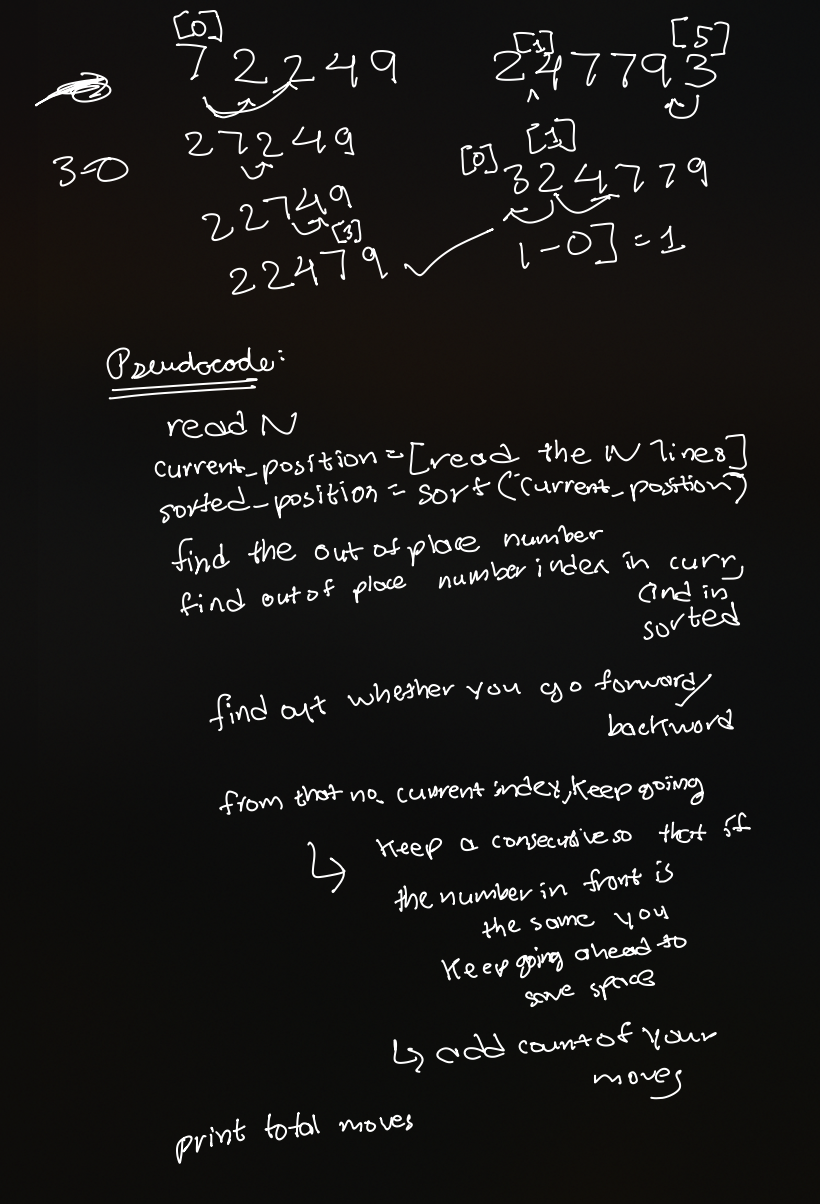 [0]
7 2 2 4 9
2 7 2 4 9
3-0
2 2 7 4 9
[3]
2 2 4 7 9
[1] [5]
2 4 7 7 9 3
[0] [1]
3 2 4 7 7 9
1-0] = 1
Pseudocode:
read N
current_position = [read the N lines]
sorted_position = sort (current_position)
find the out of place number
find out of place number index in curr,
and in
sorted
find out whether you go forward/
backword
from that no. current index, keep going
↳ Keep a consecutive so that if
the number in front is
the same you
Keep going ahead to
save space
↳ add count of your
moves
print total moves